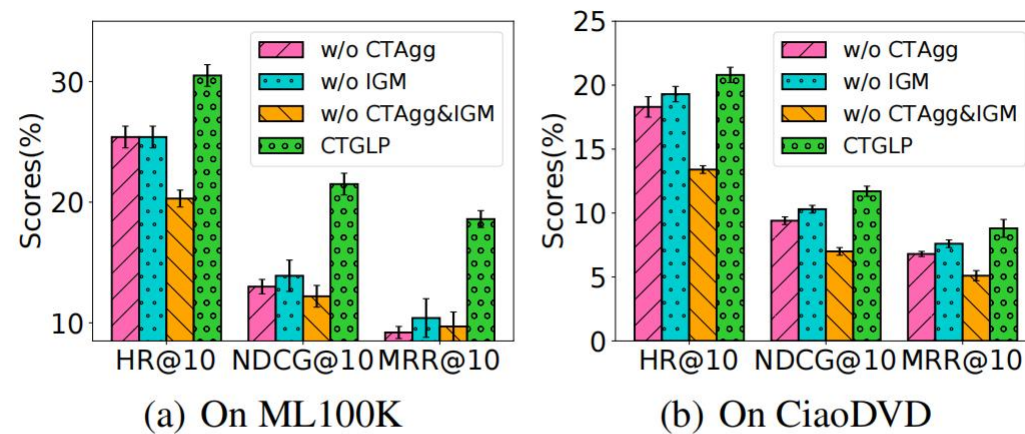 Scores(%)
30
20
10
w/o CTAgg
w/o IGM
w/o CTAgg&IGM
CTGLP
HR@10 NDCG@10 MRR@10
(a) On ML100K
Scores(%)
25
20
15
10
5
0
w/o CTAgg
w/o IGM
w/o CTAgg&IGM
CTGLP
HR@10 NDCG@10 MRR@10
(b) On CiaoDVD